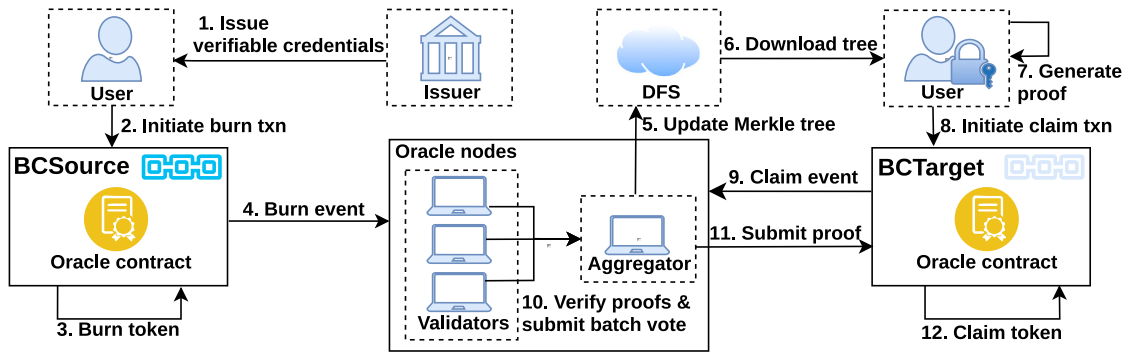 1. Issue
verifiable credentials
User
Issuer
DFS
6. Download tree
User
7. Generate
proof
2. Initiate burn txn
5. Update Merkle tree
8. Initiate claim txn
BCSource
Oracle contract
3. Burn token
4. Burn event
Oracle nodes
Validators
Aggregator
10. Verify proofs &
submit batch vote
9. Claim event
11. Submit proof
BCTarget
Oracle contract
12. Claim token